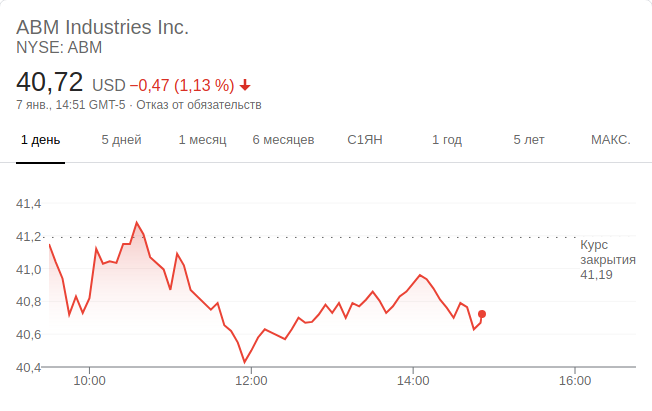 ABM Industries Inc.
NYSE: ABM
40,72 USD −0,47 (1,13 %)
7 янв., 14:51 GMT-5 · Отказ от обязательств
1 день 5 дней 1 месяц 6 месяцев С1ЯН 1 год 5 лет МАКС.
41,4
41,2
Курс
закрытия
41,19
41,0
40,8
40,6
40,4
10:00 12:00 14:00 16:00